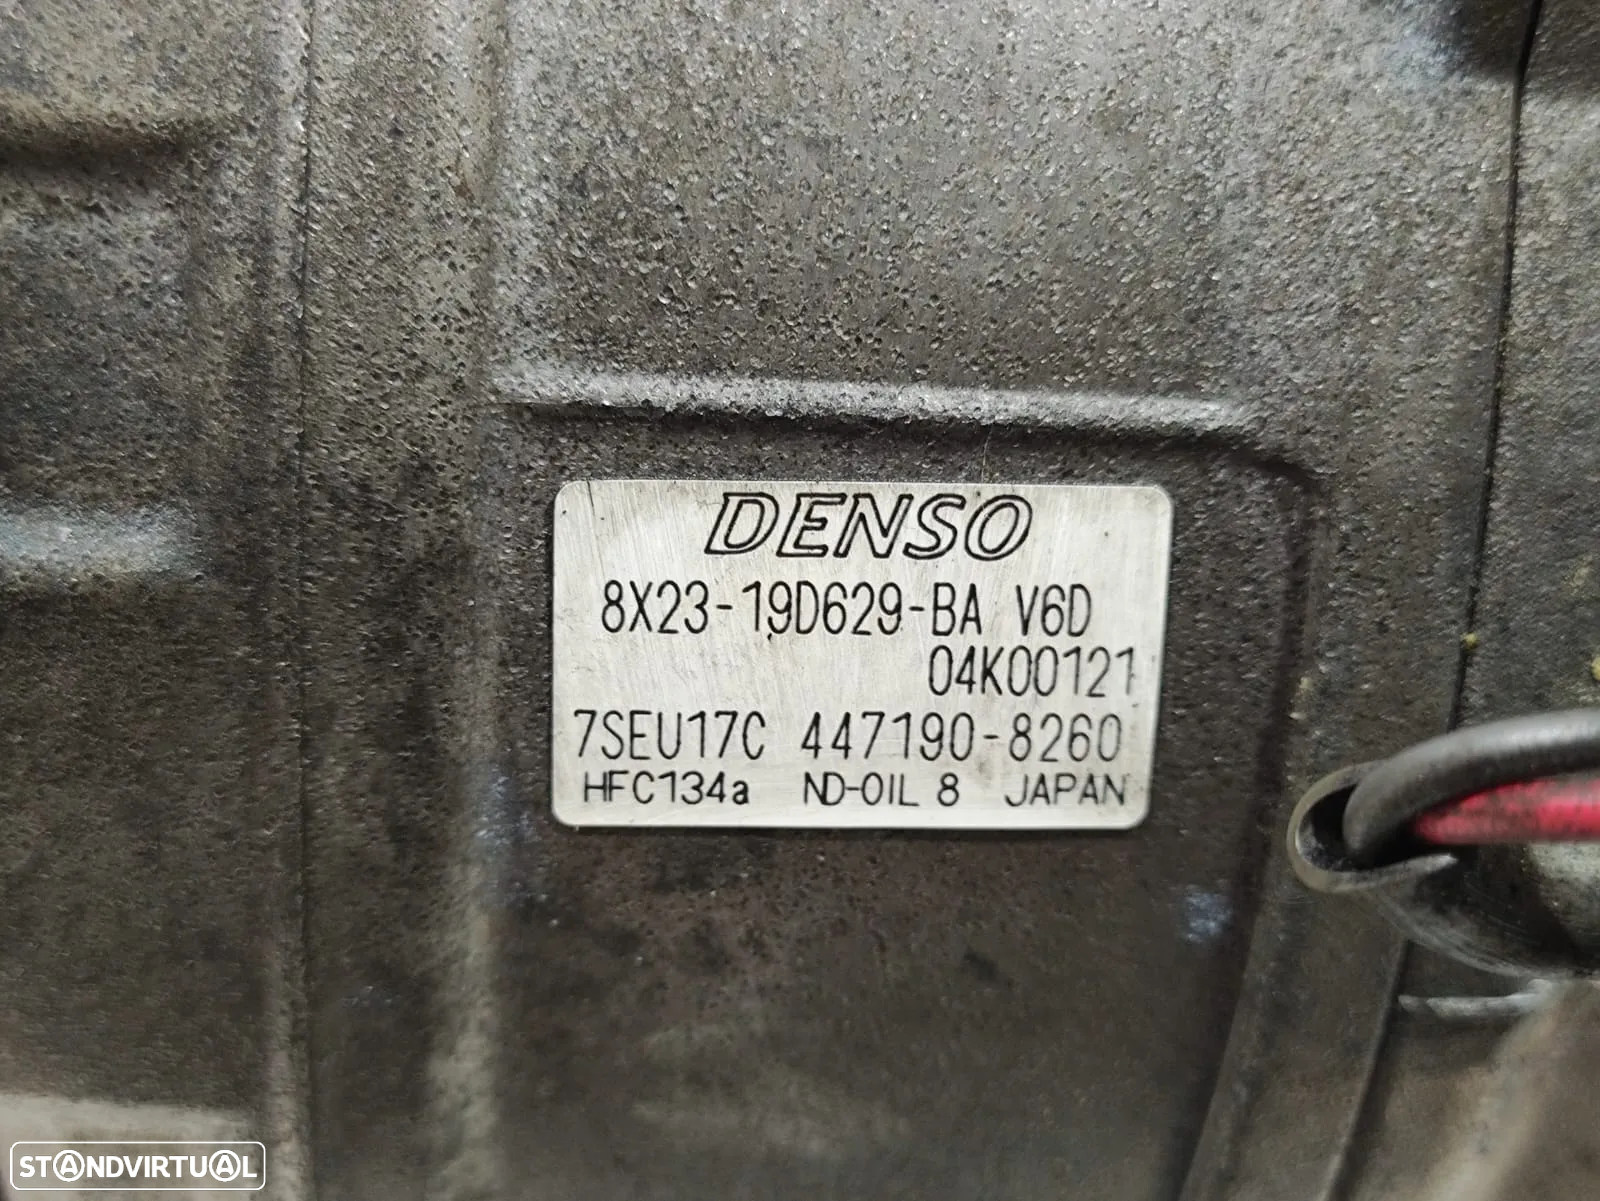 DENSO
8X23-19D629-BA V6D
04K00121
7SEU17C 447190-8260
HFC134a ND-OIL 8 JAPAN
STANDVIRTUAL